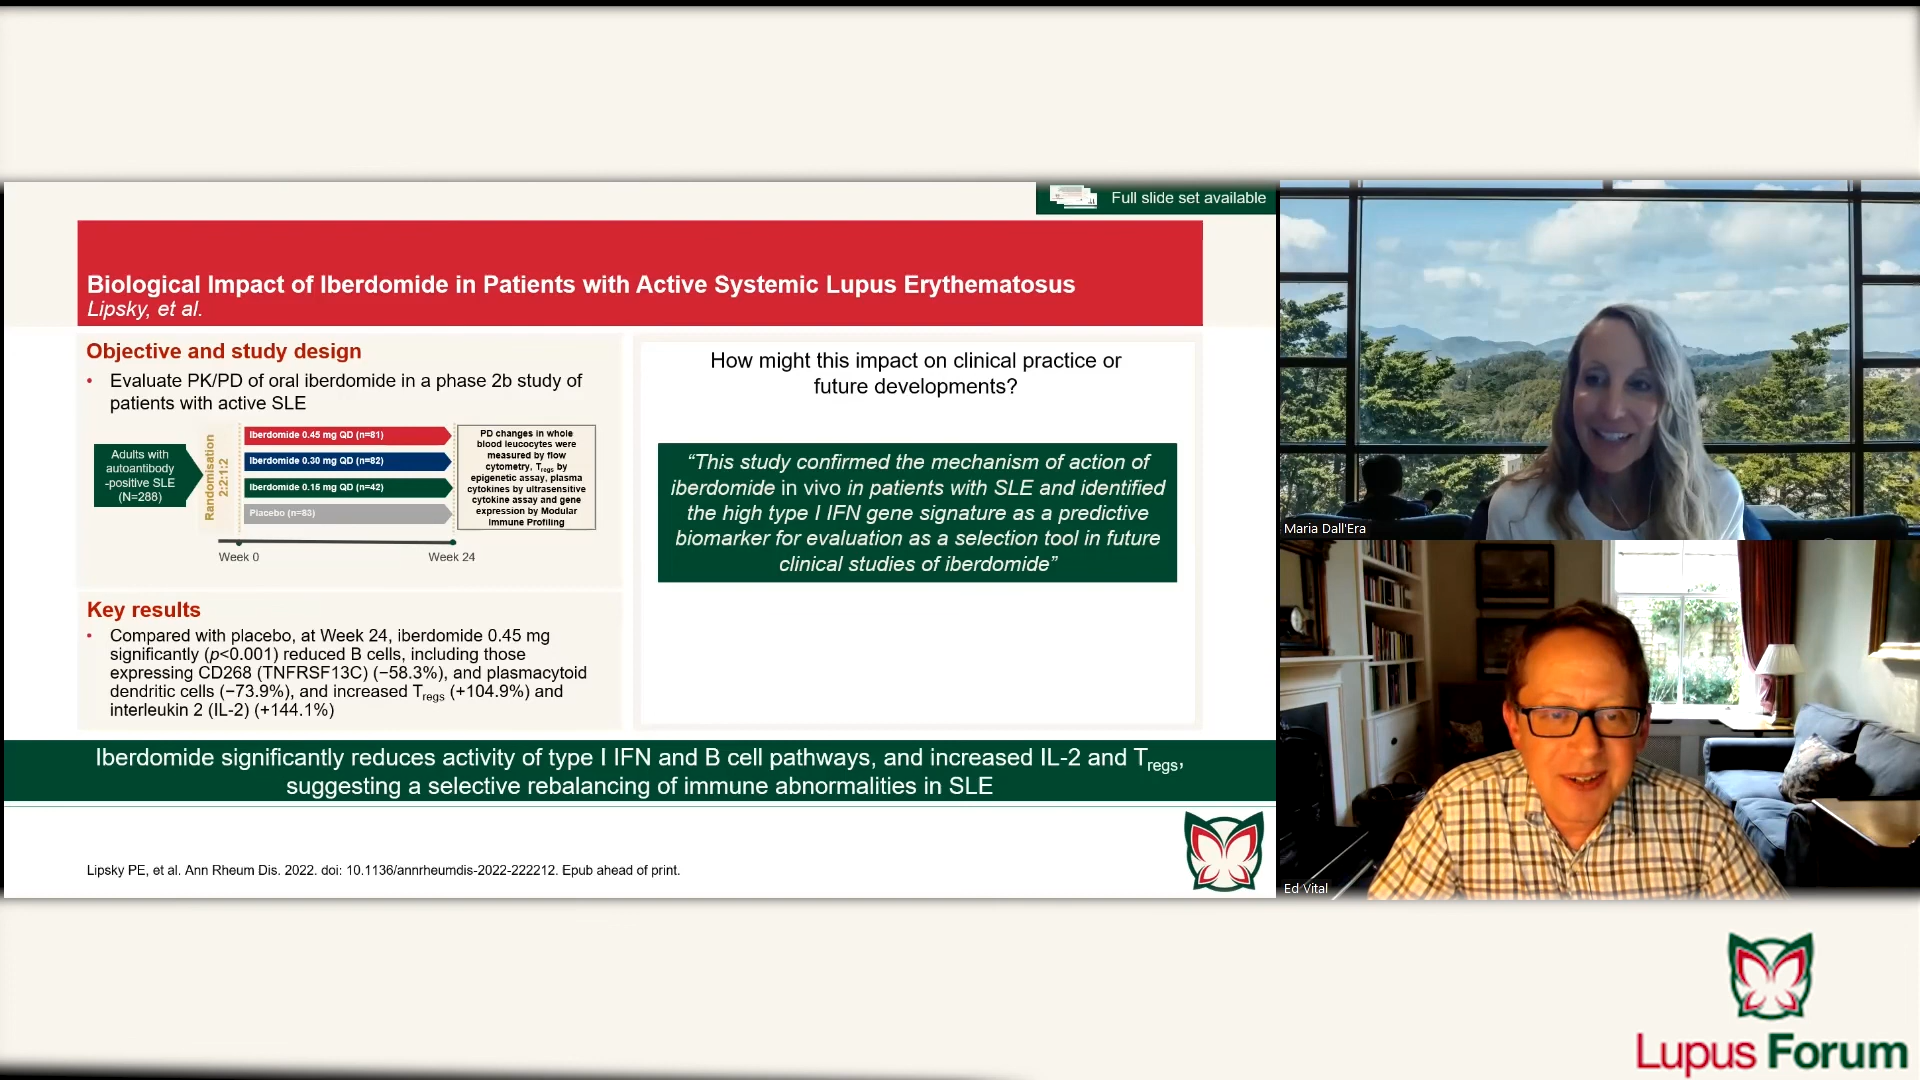 Full slide set available
Biological Impact of Iberdomide in Patients with Active Systemic Lupus Erythematosus
Lipsky, et al.
Objective and study design
• Evaluate PK/PD of oral iberdomide in a phase 2b study of
patients with active SLE
Adults with
autoantibody
-positive SLE
(N=288)
Randomisation
2:2:1:2
Iberdomide 0.45 mg QD (n=81)
Iberdomide 0.30 mg QD (n=82)
Iberdomide 0.15 mg QD (n=42)
Placebo (n=83)
PD changes in whole
blood leucocytes were
measured by flow
cytometry, Tregs by
epigenetic assay, plasma
cytokines by ultrasensitive
cytokine assay and gene
expression by Modular
Immune Profiling
Week 0
Week 24
Key results
• Compared with placebo, at Week 24, iberdomide 0.45 mg
significantly (p<0.001) reduced B cells, including those
expressing CD268 (TNFRSF13C) (−58.3%), and plasmacytoid
dendritic cells (−73.9%), and increased Tregs (+104.9%) and
interleukin 2 (IL-2) (+144.1%)
How might this impact on clinical practice or
future developments?
“This study confirmed the mechanism of action of
iberdomide in vivo in patients with SLE and identified
the high type I IFN gene signature as a predictive
biomarker for evaluation as a selection tool in future
clinical studies of iberdomide”
Iberdomide significantly reduces activity of type I IFN and B cell pathways, and increased IL-2 and Tregs,
suggesting a selective rebalancing of immune abnormalities in SLE
Lipsky PE, et al. Ann Rheum Dis. 2022. doi: 10.1136/annrheumdis-2022-222212. Epub ahead of print.
Maria Dall'Era
Ed Vital
Lupus Forum